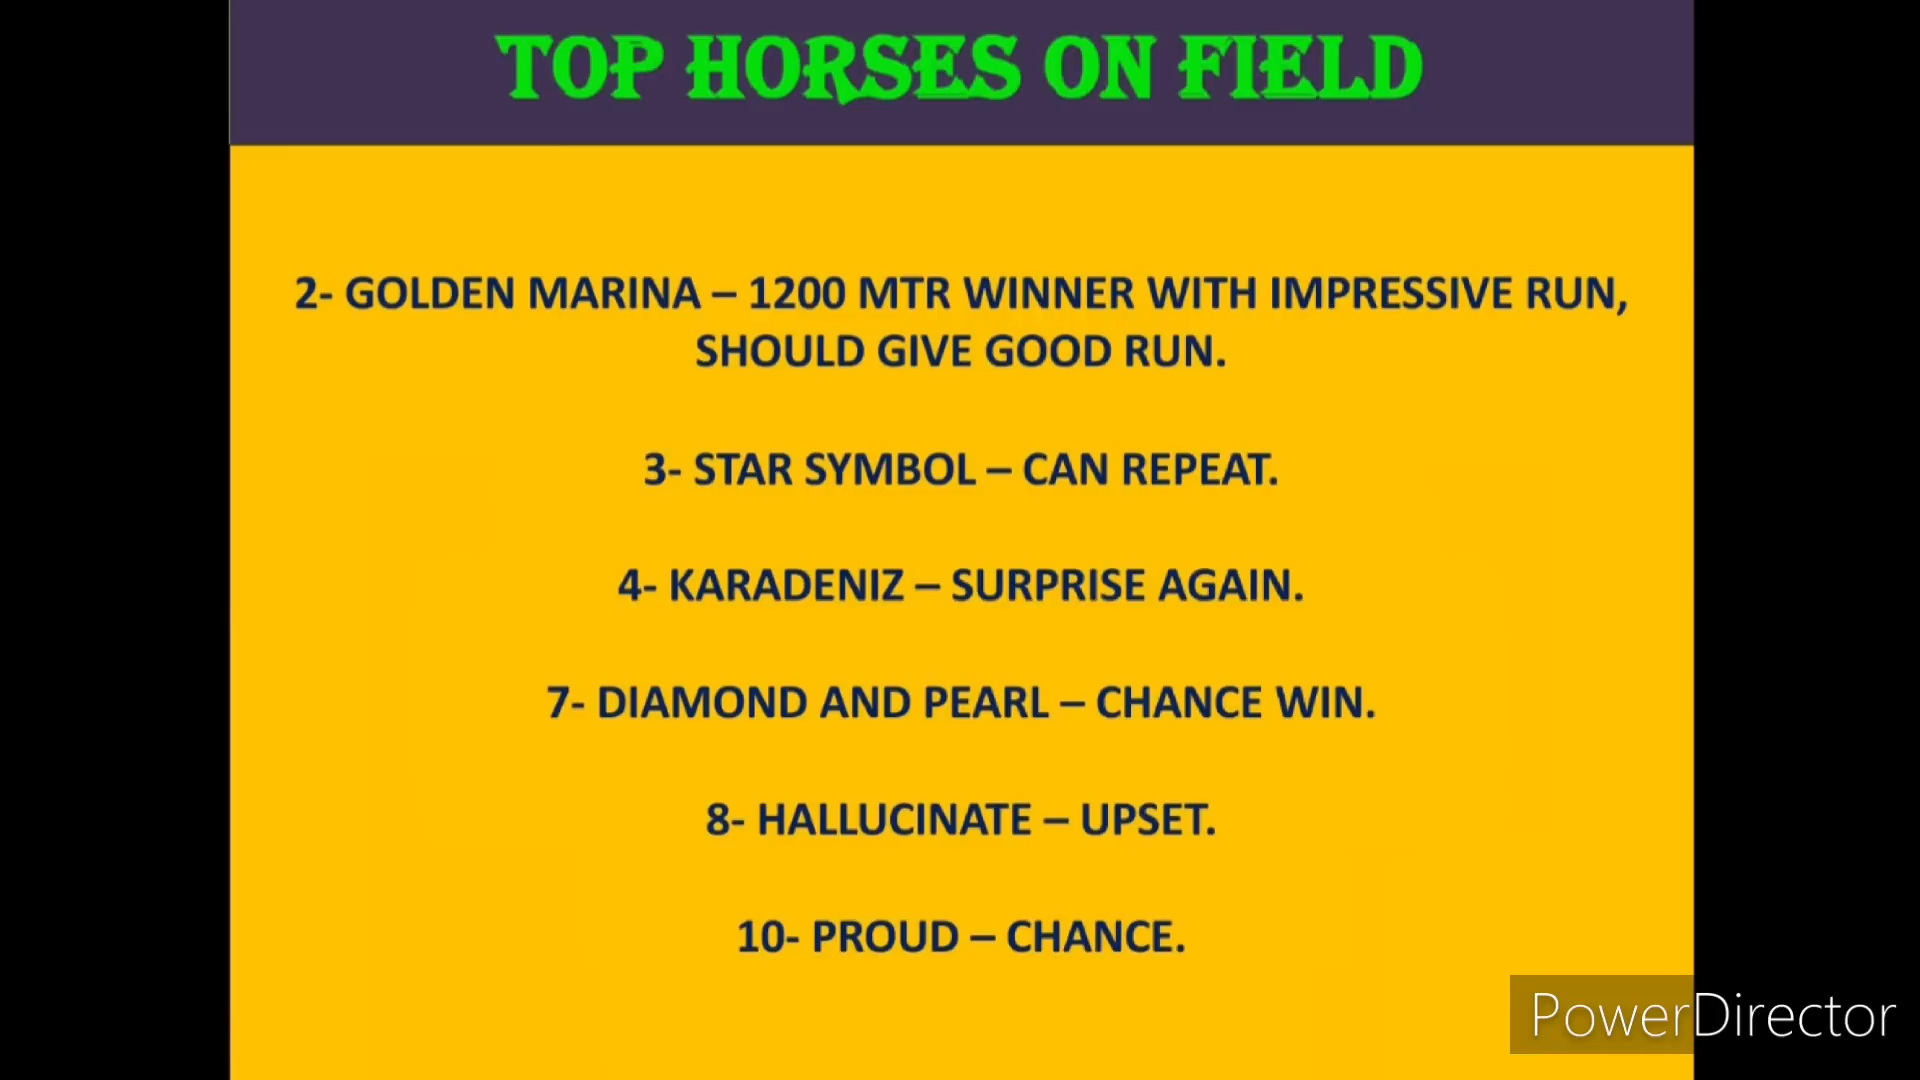 TOP HORSES ON FIELD
2- GOLDEN MARINA – 1200 MTR WINNER WITH IMPRESSIVE RUN,
SHOULD GIVE GOOD RUN.
3- STAR SYMBOL – CAN REPEAT.
4- KARADENIZ – SURPRISE AGAIN.
7- DIAMOND AND PEARL – CHANCE WIN.
8- HALLUCINATE – UPSET.
10- PROUD – CHANCE.
PowerDirector